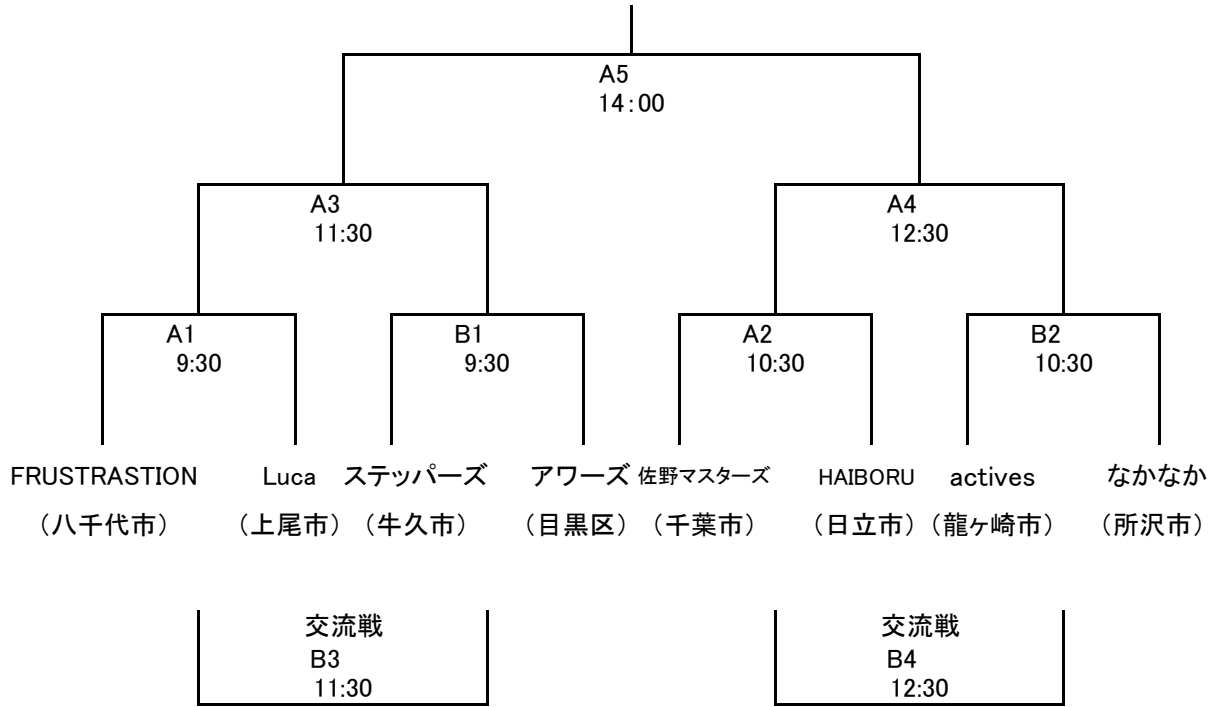 A5
14：00
A3
11:30
A4
12:30
A1
9:30
B1
9:30
A2
10:30
B2
10:30
FRUSTRASTION Luca ステッパーズ アワーズ 佐野マスターズ HAIBORU actives なかなか
（八千代市） （上尾市） （牛久市） （目黒区） （千葉市） （日立市） （龍ヶ崎市） （所沢市）
交流戦
B3
11:30
交流戦
B4
12:30